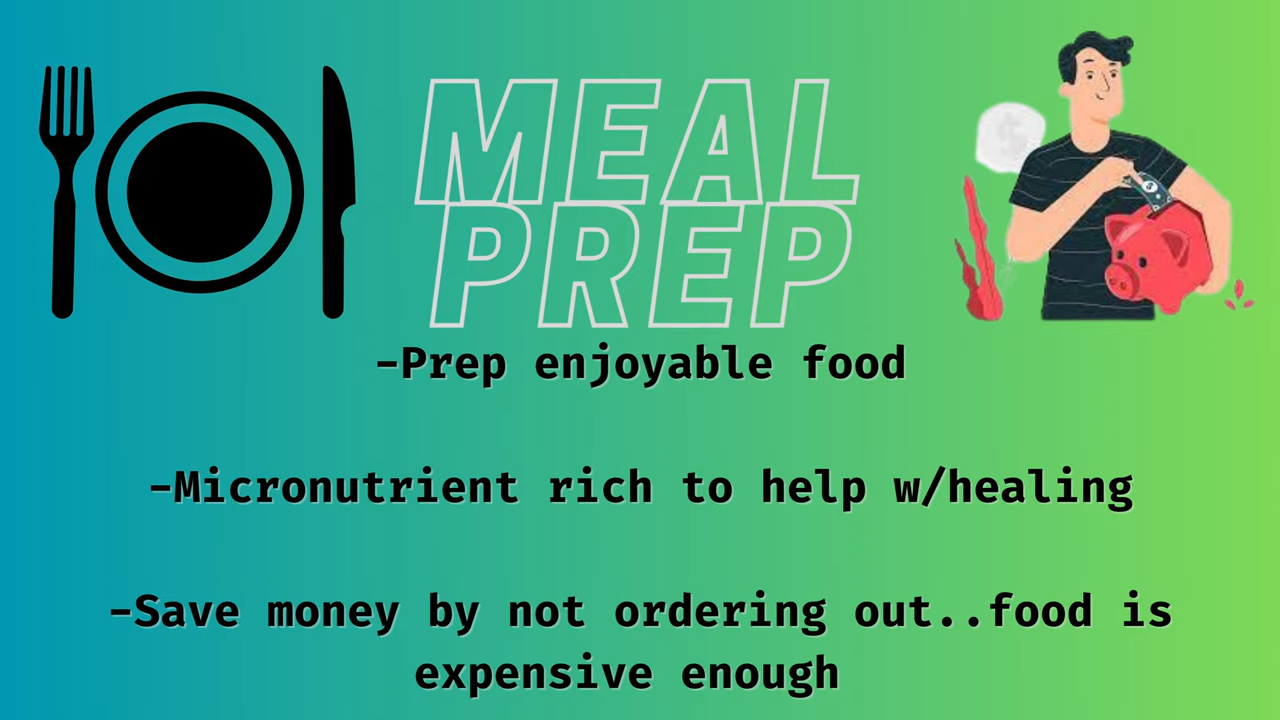 MEAL
PREP
-Prep enjoyable food
-Micronutrient rich to help w/healing
-Save money by not ordering out..food is
expensive enough